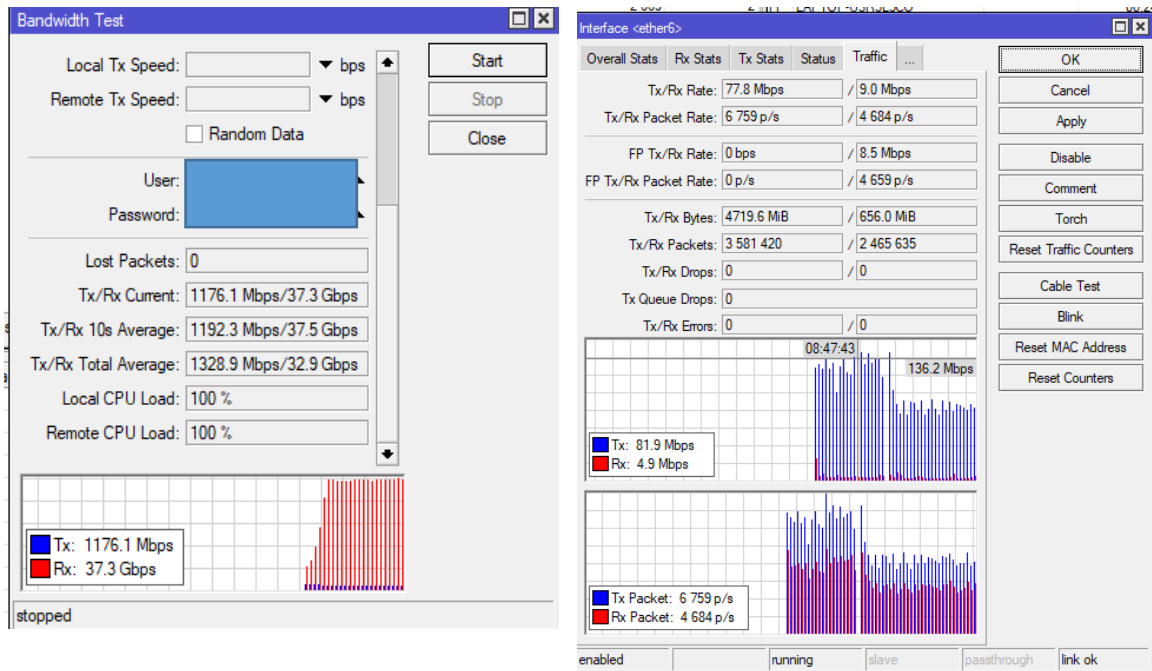 Bandwidth Test
Local Tx Speed: bps
Remote Tx Speed: bps
Random Data
User:
Password:
Lost Packets: 0
Tx/Rx Current: 1176.1 Mbps/37.3 Gbps
Tx/Rx 10s Average: 1192.3 Mbps/37.5 Gbps
Tx/Rx Total Average: 1328.9 Mbps/32.9 Gbps
Local CPU Load: 100 %
Remote CPU Load: 100 %
Tx: 1176.1 Mbps
Rx: 37.3 Gbps
stopped
Start
Stop
Close
Interface <ether6>
Overall Stats Rx Stats Tx Stats Status Traffic ...
Tx/Rx Rate: 77.8 Mbps / 9.0 Mbps
Tx/Rx Packet Rate: 6 759 p/s / 4 684 p/s
FP Tx/Rx Rate: 0 bps / 8.5 Mbps
FP Tx/Rx Packet Rate: 0 p/s / 4 659 p/s
Tx/Rx Bytes: 4719.6 MiB / 656.0 MiB
Tx/Rx Packets: 3 581 420 / 2 465 635
Tx/Rx Drops: 0 / 0
Tx Queue Drops: 0
Tx/Rx Errors: 0 / 0
08:47:43
136.2 Mbps
Tx: 81.9 Mbps
Rx: 4.9 Mbps
Tx Packet: 6 759 p/s
Rx Packet: 4 684 p/s
OK
Cancel
Apply
Disable
Comment
Torch
Reset Traffic Counters
Cable Test
Blink
Reset MAC Address
Reset Counters
enabled running slave passthrough link ok